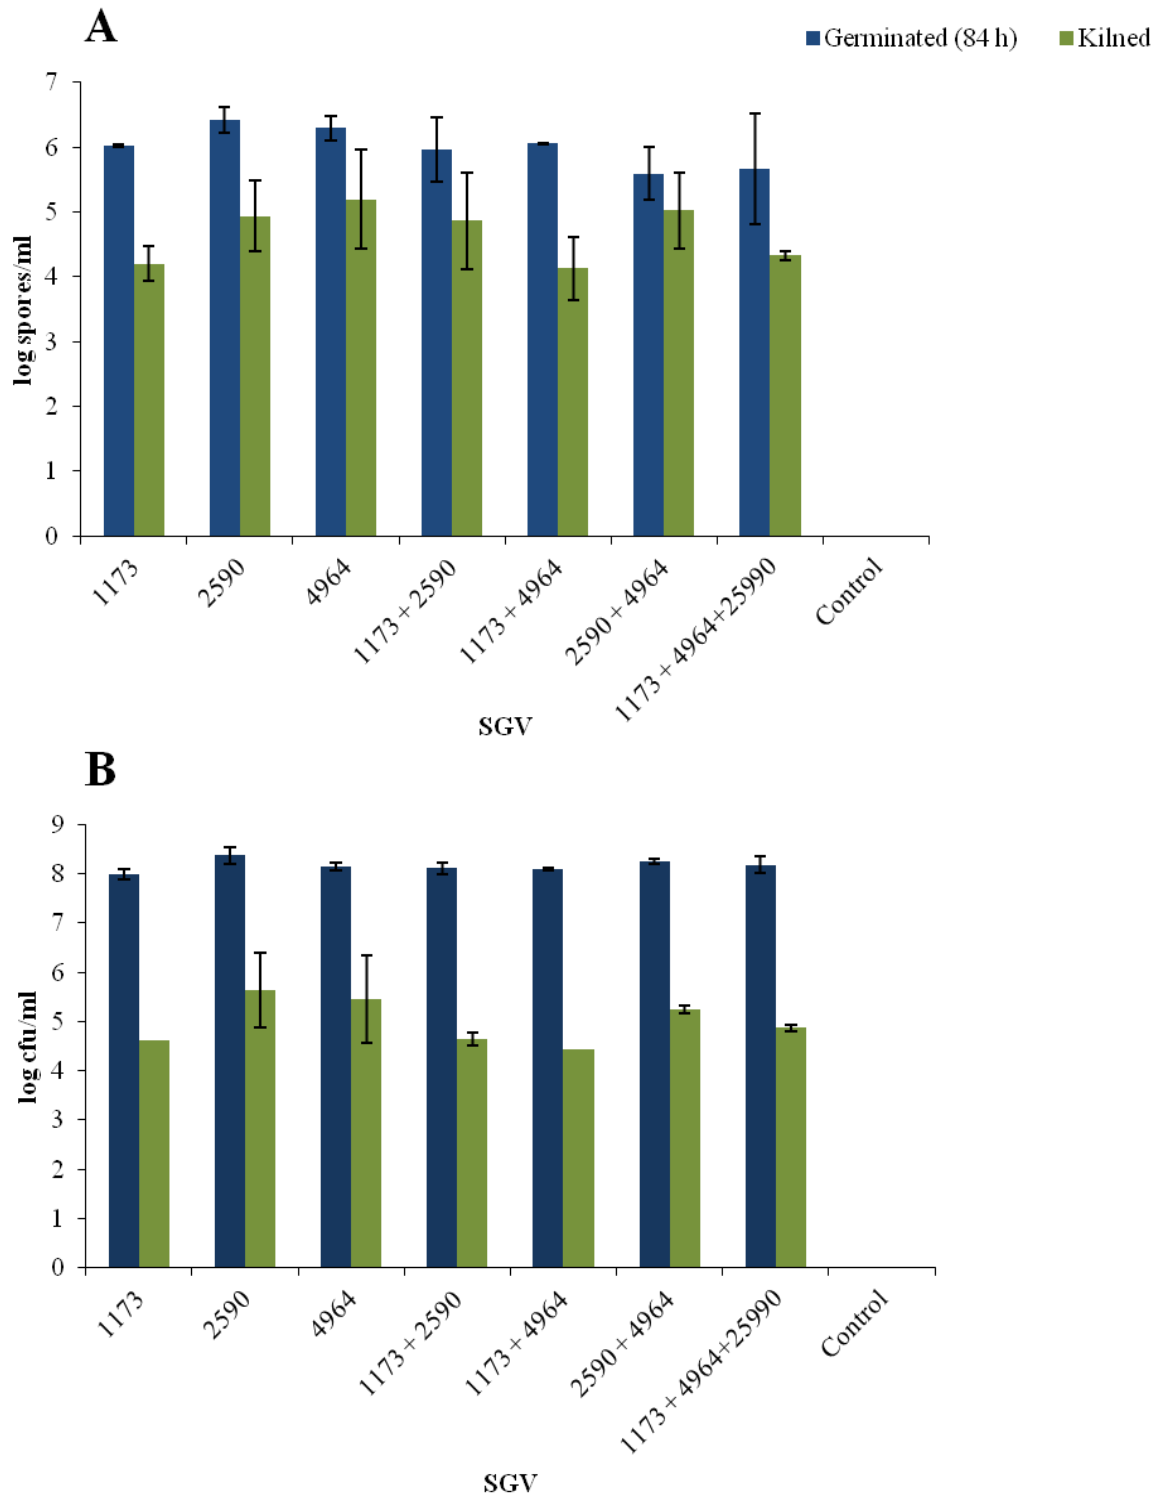 A
Germinated (84 h) Kilned
7
6
5
4
3
2
1
0
log spores/ml
1173 2590 4964 1173 + 2590 1173 + 4964 2590 + 4964 1173 + 4964+25990 Control
SGV
B
9
8
7
6
5
4
3
2
1
0
log cfu/ml
1173 2590 4964 1173 + 2590 1173 + 4964 2590 + 4964 1173 + 4964+25990 Control
SGV